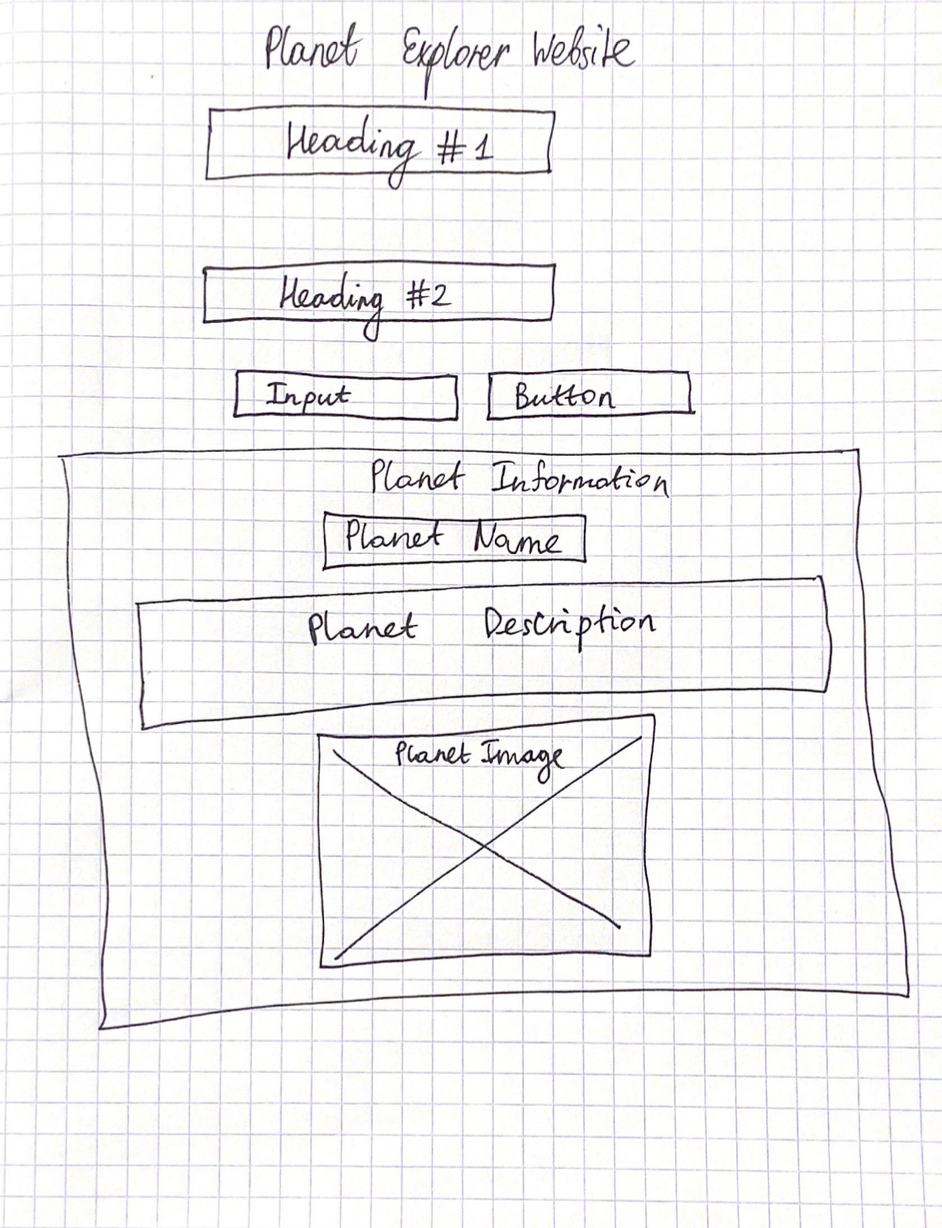 Planet Explorer Website
Heading #1
Heading #2
Input Button
Planet Information
Planet Name
Planet Description
Planet Image